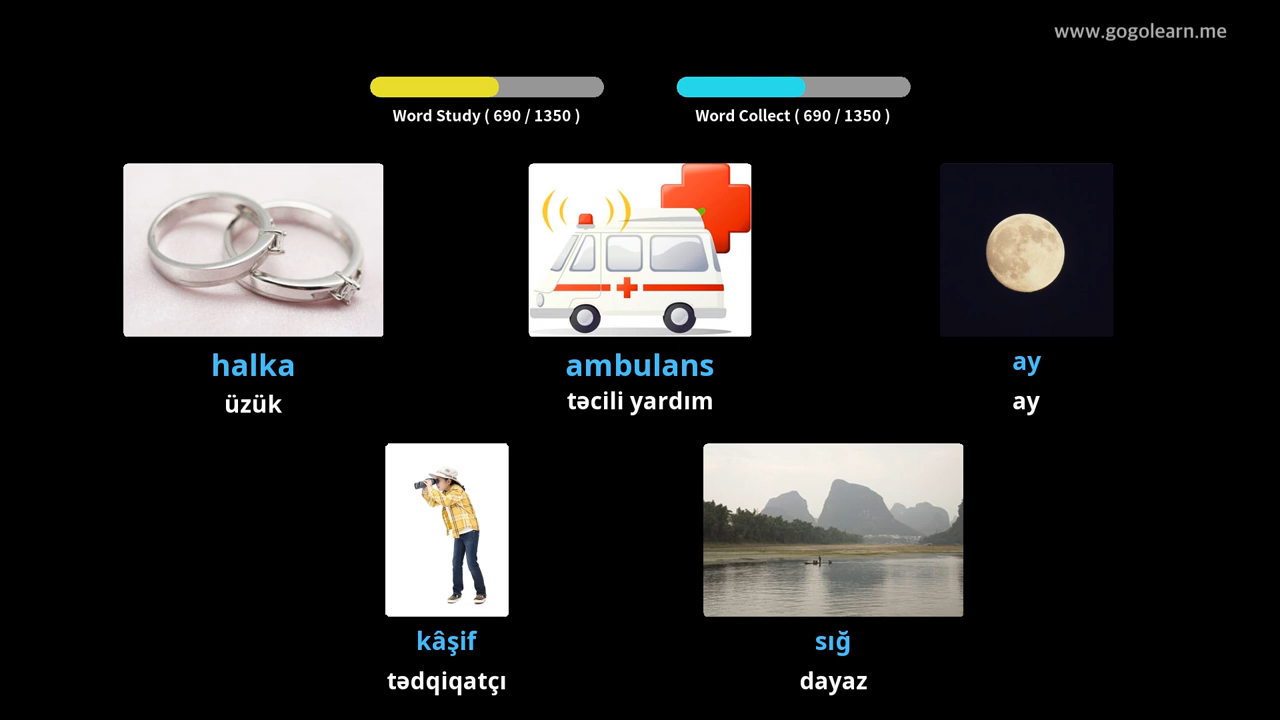 www.gogolearn.me
Word Study ( 690 / 1350 )
Word Collect ( 690 / 1350 )
halka
üzük
ambulans
təcili yardım
ay
ay
kâşif
tədqiqatçı
sığ
dayaz